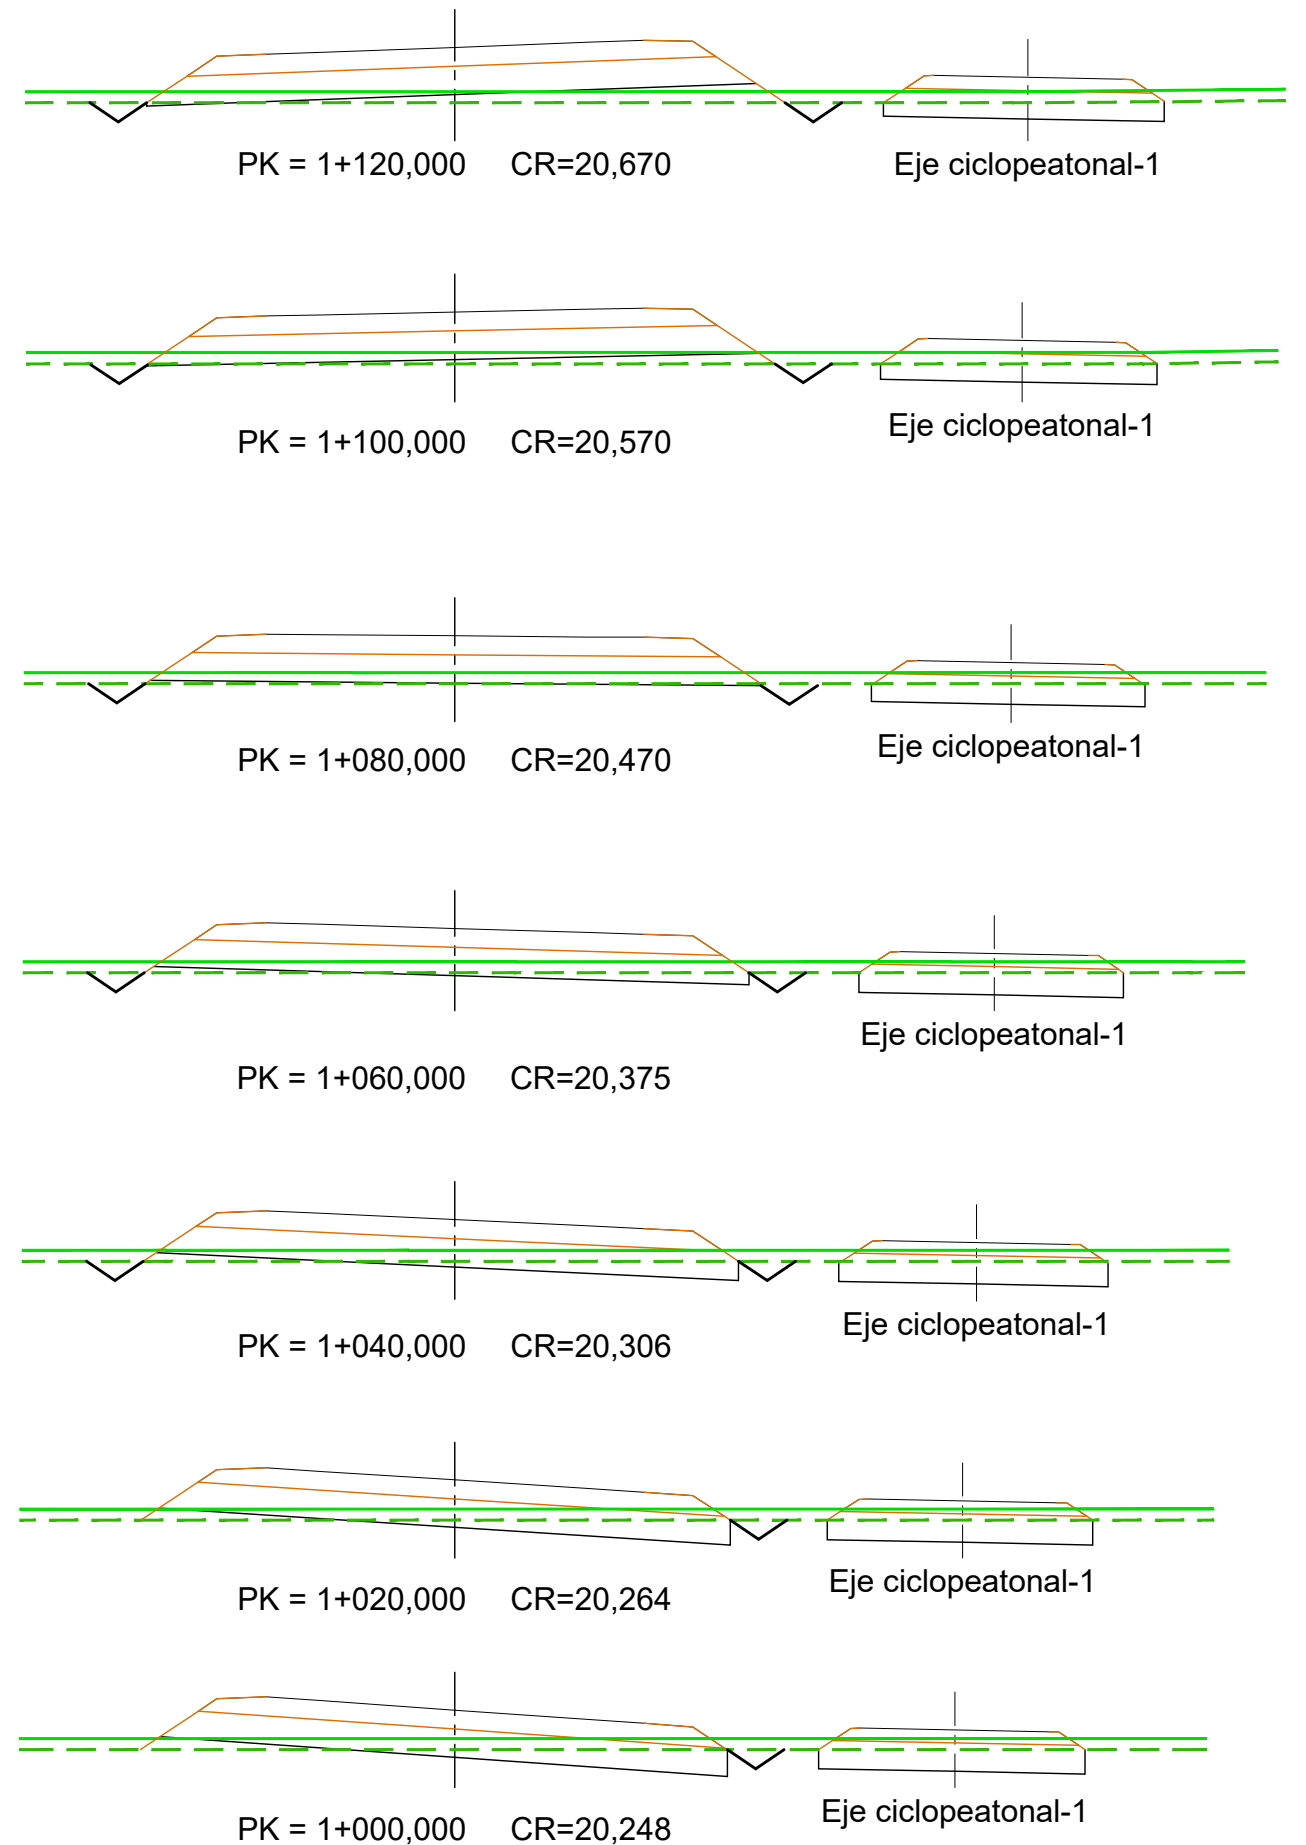 PK = 1+120,000 CR=20,670
Eje ciclopeatonal-1
PK = 1+100,000 CR=20,570
Eje ciclopeatonal-1
PK = 1+080,000 CR=20,470
Eje ciclopeatonal-1
PK = 1+060,000 CR=20,375
Eje ciclopeatonal-1
PK = 1+040,000 CR=20,306
Eje ciclopeatonal-1
PK = 1+020,000 CR=20,264
Eje ciclopeatonal-1
PK = 1+000,000 CR=20,248
Eje ciclopeatonal-1